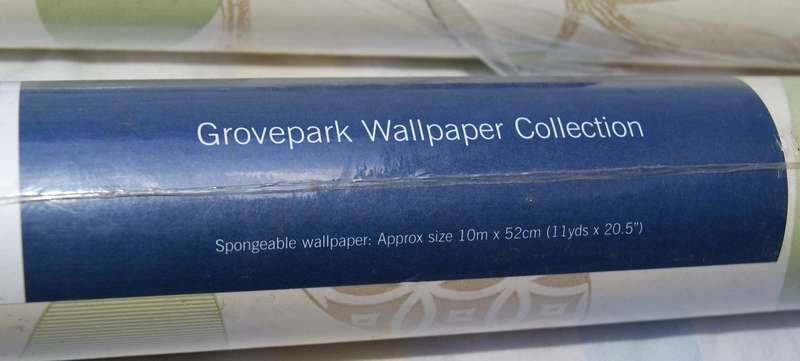 Grovepark Wallpaper Collection
Spongeable wallpaper: Approx size 10m x 52cm (11yds x 20.5")